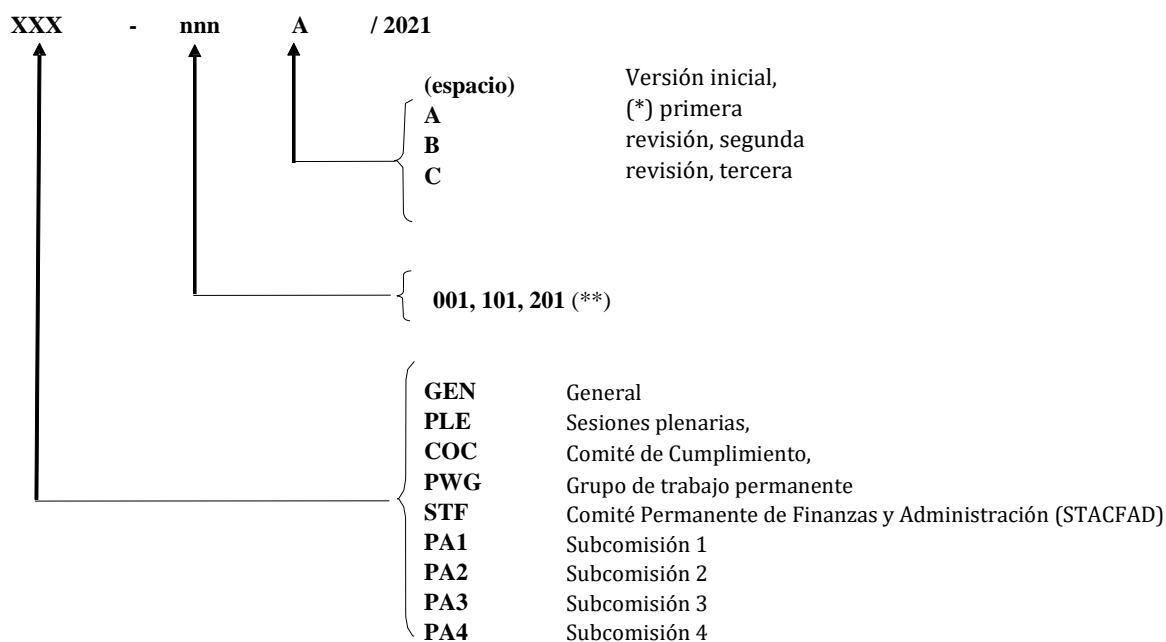 XXX - nnn A / 2021
(espacio) Versión inicial,
A (*) primera
B revisión, segunda
C revisión, tercera
001, 101, 201 (**)
GEN General
PLE Sesiones plenarias,
COC Comité de Cumplimiento,
PWG Grupo de trabajo permanente
STF Comité Permanente de Finanzas y Administración (STACFAD)
PA1 Subcomisión 1
PA2 Subcomisión 2
PA3 Subcomisión 3
PA4 Subcomisión 4